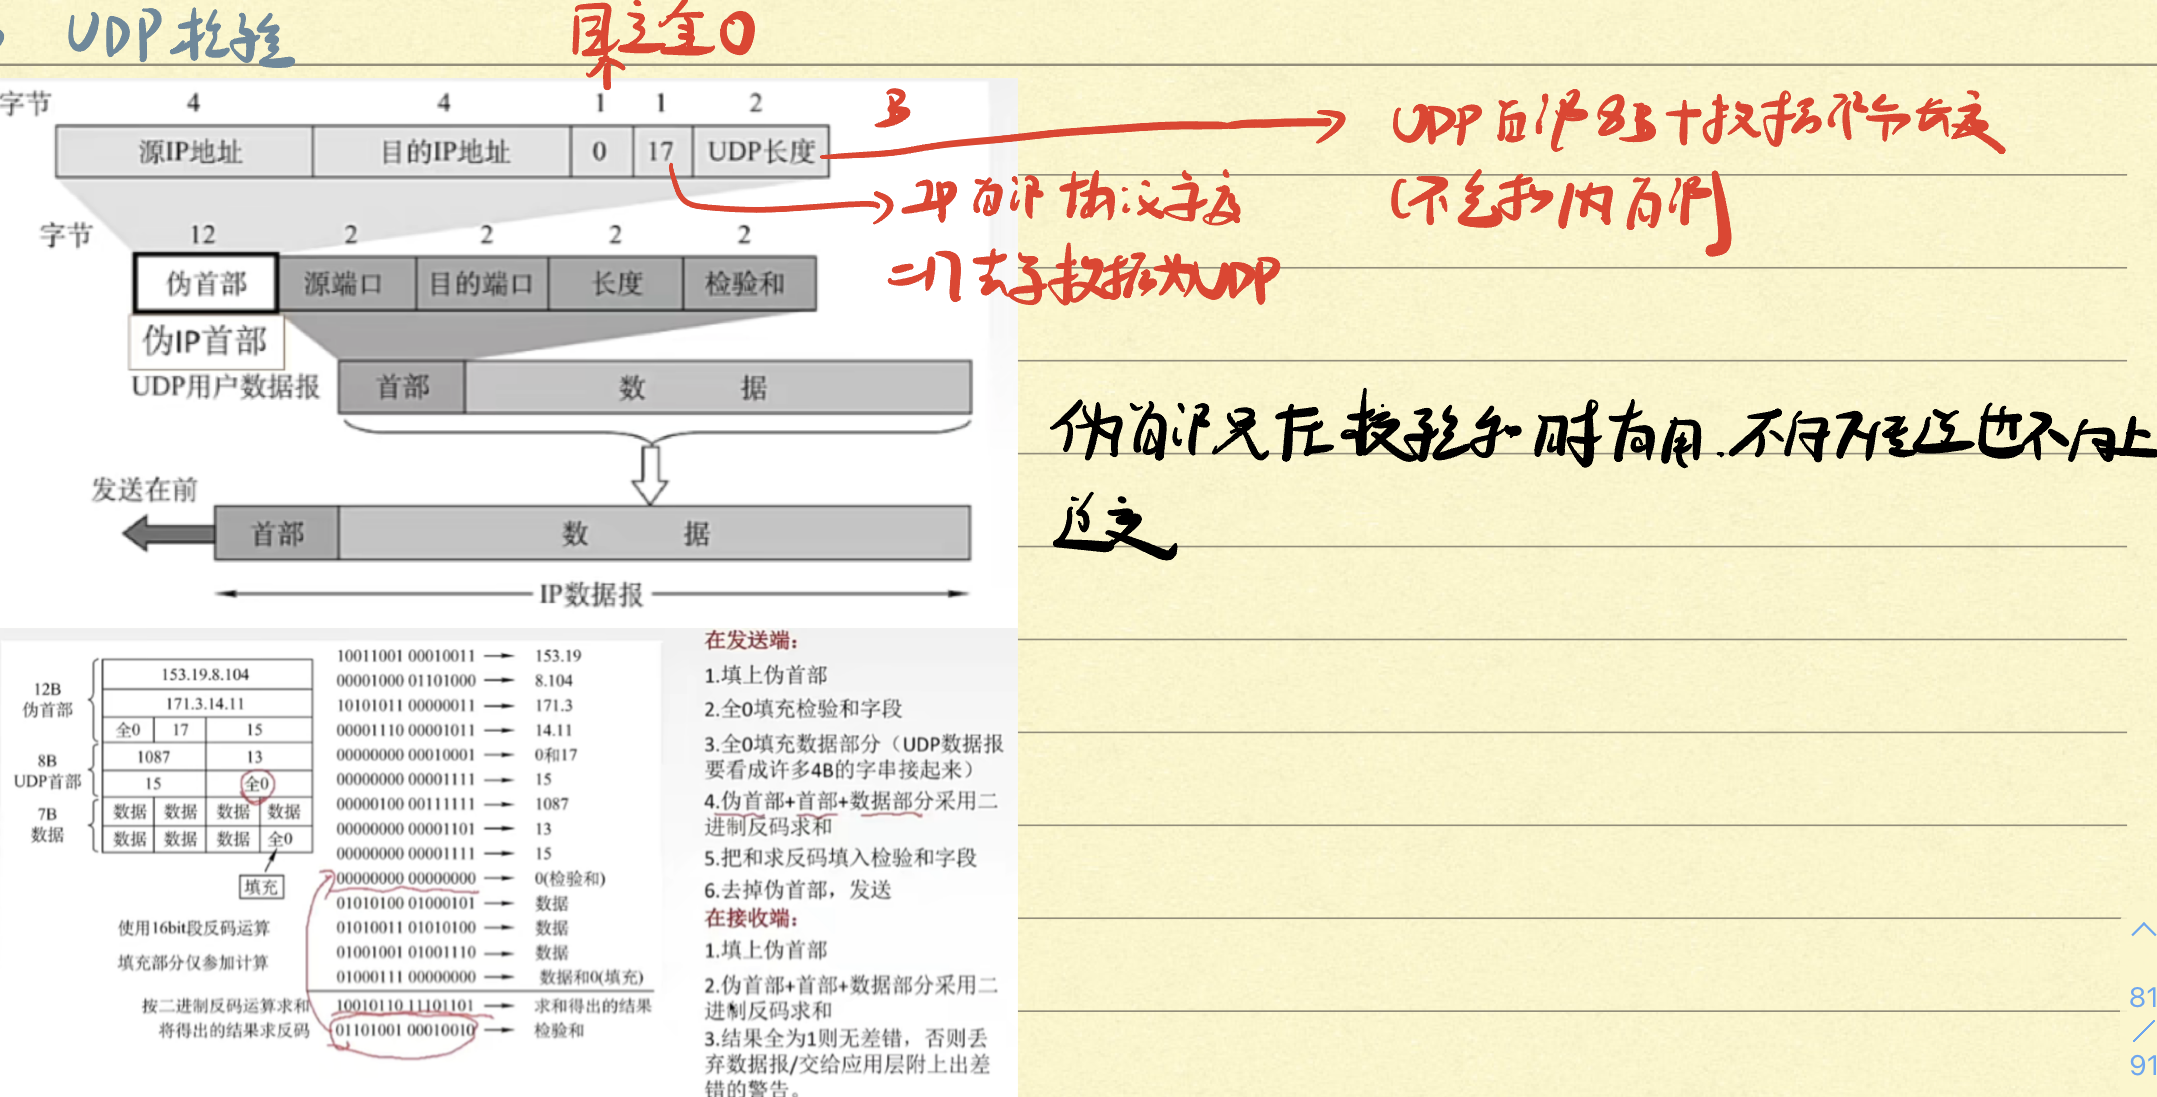 UDP校验
固定全0
字节 4 4 1 1 2
B
源IP地址 目的IP地址 0 17 UDP长度
UDP首部8B+数据部分长度
(不包括伪首部)
IP首部协议字段
=17表示数据为UDP
字节 12 2 2 2 2
伪首部 源端口 目的端口 长度 检验和
伪IP首部
UDP用户数据报 首部 数 据
伪首部只在校验和时有用.不向下传送也不向上
递交
发送在前
首部 数 据
IP数据报
12B
伪首部
153.19.8.104
171.3.14.11
全0 17 15
8B
UDP首部
1087 13
15 全0
7B
数据
数据 数据 数据 数据
数据 数据 数据 全0
填充
10011001 00010011 → 153.19
00001000 01101000 → 8.104
10101011 00000011 → 171.3
00001110 00001011 → 14.11
00000000 00010001 → 0和17
00000000 00001111 → 15
00000100 00111111 → 1087
00000000 00001101 → 13
00000000 00001111 → 15
00000000 00000000 → 0(检验和)
01010100 01000101 → 数据
01010011 01010100 → 数据
01001001 01001110 → 数据
01000111 00000000 → 数据和0(填充)
使用16bit段反码运算
填充部分仅参加计算
按二进制反码运算求和 10010110 11101101 → 求和得出的结果
将得出的结果求反码 01101001 00010010 → 检验和
在发送端：
1.填上伪首部
2.全0填充检验和字段
3.全0填充数据部分（UDP数据报
要看成许多4B的字串接起来）
4.伪首部+首部+数据部分采用二
进制反码求和
5.把和求反码填入检验和字段
6.去掉伪首部，发送
在接收端：
1.填上伪首部
2.伪首部+首部+数据部分采用二
进制反码求和
3.结果全为1则无差错，否则丢
弃数据报/交给应用层附上出差
错的警告。
81
/
91